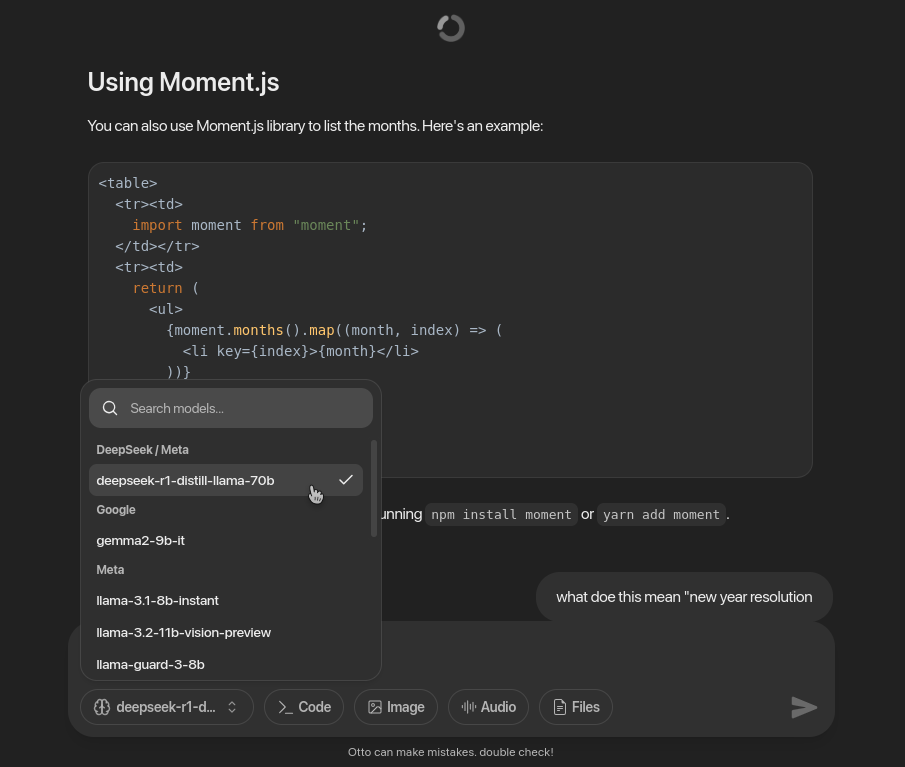 Using Moment.js
You can also use Moment.js library to list the months. Here's an example:
<table>
  <tr><td>
    import moment from "moment";
  </td></tr>
  <tr><td>
    return (
      <ul>
        {moment.months().map((month, index) => (
          <li key={index}>{month}</li>
        ))}
Search models...
DeepSeek / Meta
deepseek-r1-distill-llama-70b
Google
gemma2-9b-it
Meta
llama-3.1-8b-instant
llama-3.2-11b-vision-preview
llama-guard-3-8b
unning npm install moment or yarn add moment.
what doe this mean "new year resolution
deepseek-r1-d... Code Image Audio Files
Otto can make mistakes. double check!